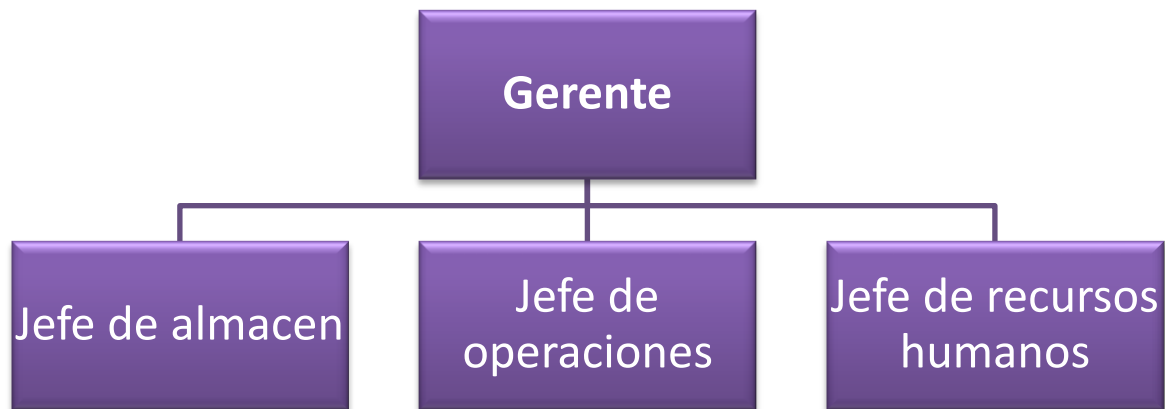 Gerente
Jefe de almacen
Jefe de
operaciones
Jefe de recursos
humanos